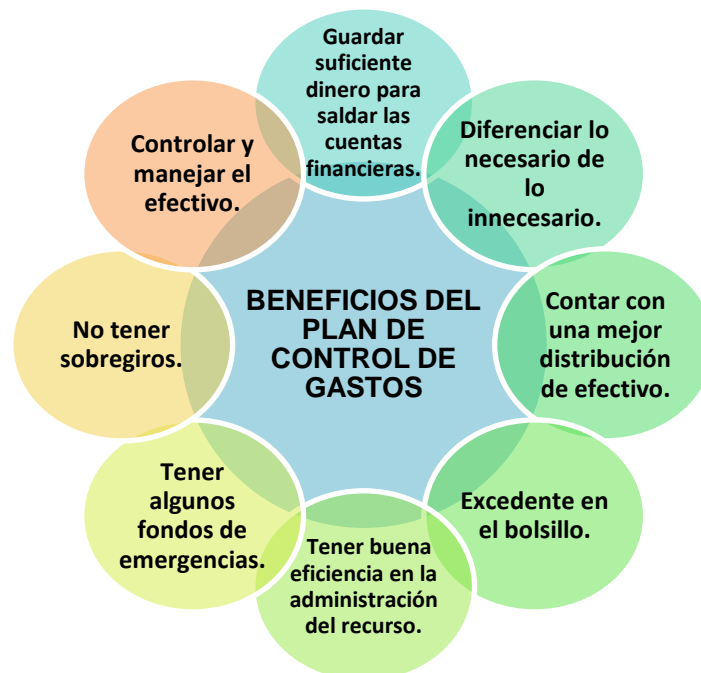 Guardar
suficiente
dinero para
saldar las
cuentas
financieras.
Diferenciar lo
necesario de
lo
innecesario.
Contar con
una mejor
distribución
de efectivo.
Excedente en
el bolsillo.
Tener buena
eficiencia en la
administración
del recurso.
Tener
algunos
fondos de
emergencias.
No tener
sobregiros.
Controlar y
manejar el
efectivo.
BENEFICIOS DEL
PLAN DE
CONTROL DE
GASTOS